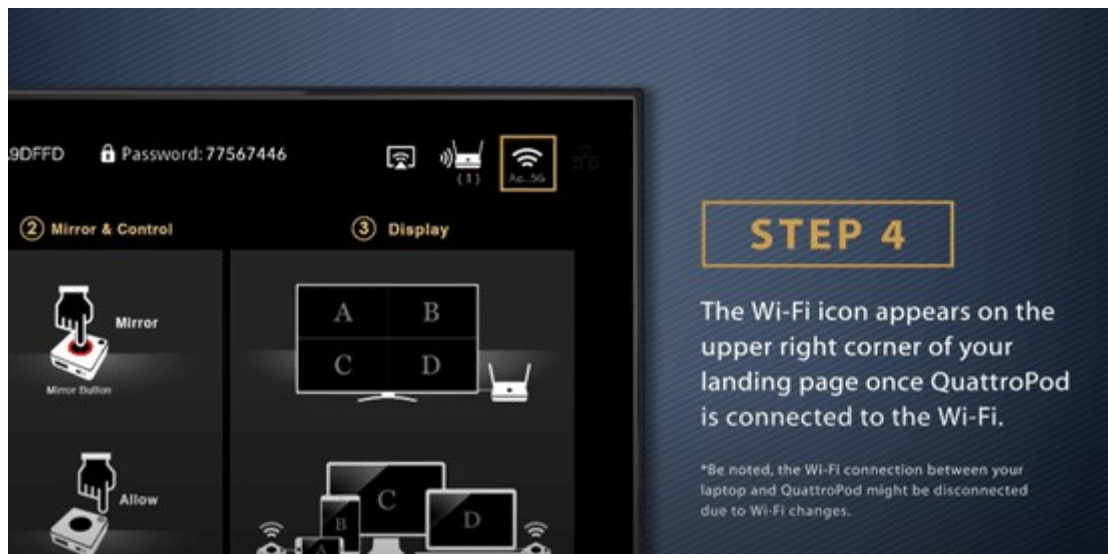 9DFFD Password: 77567446
(1) Ac...5G
2 Mirror & Control
3 Display
Mirror
Mirror Button
Allow
A B
C D
C
B
D
A
STEP 4
The Wi-Fi icon appears on the
upper right corner of your
landing page once QuattroPod
is connected to the Wi-Fi.
*Be noted, the Wi-Fi connection between your
laptop and QuattroPod might be disconnected
due to Wi-Fi changes.